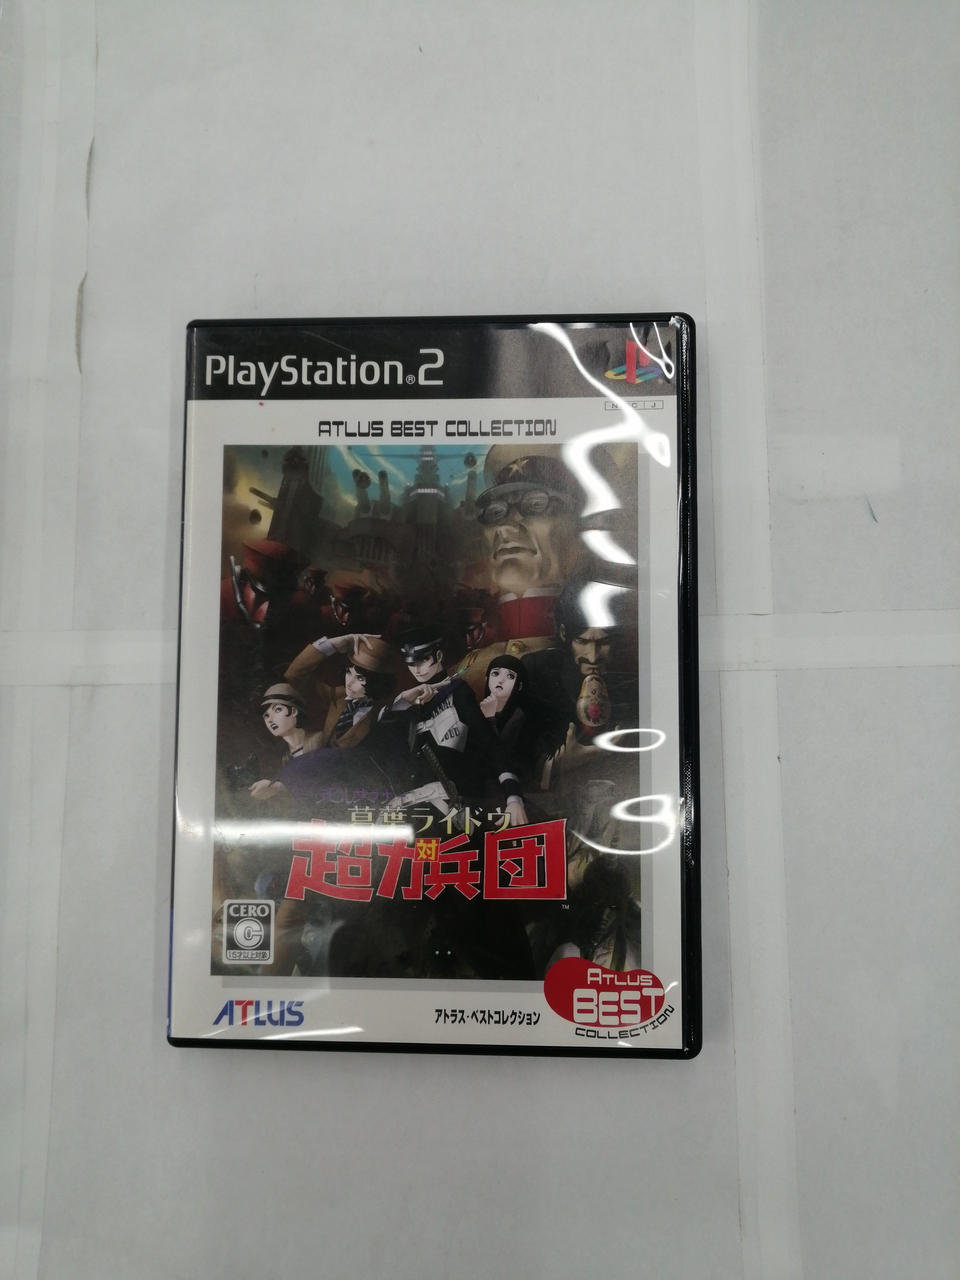 PlayStation®2
J
ATLUS BEST COLLECTION
葛葉ライドウ
対
超力兵団
TM
CERO
C
15才以上対象
ATLUS
アトラス・ベストコレクション
ATLUS
BEST
COLLECTION